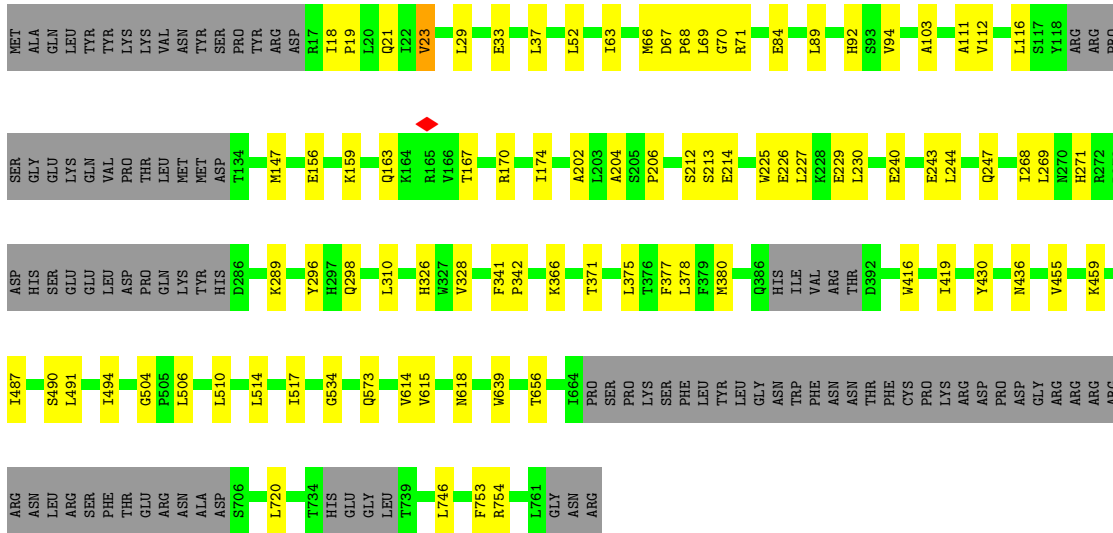 MET ALA GLN LEU TYR TYR LYS LYS VAL ASN TYR SER PRO TYR ARG ASP R17 I18 P19 L20 Q21 I22 V23 L29 E33 L37 L52 I63 M66 D67 P68 L69 G70 R71 E84 L89 H92 S93 V94 A103 A111 V112 L116 S117 Y118 ARG ARG PRO
SER GLY GLU LYS GLN VAL PRO THR LEU MET MET ASP T134 M147 E156 K159 Q163 K164 R165 V166 T167 R170 I174 A202 L203 A204 S205 P206 S212 S213 E214 W225 E226 L227 K228 E229 L230 E240 E243 L244 Q247 I268 L269 N270 H271 R272
ASP HIS SER GLU GLU LEU ASP PRO GLN LYS TYR HIS D286 K289 Y296 H297 Q298 L310 H326 W327 V328 F341 P342 K366 T371 L375 T376 F377 L378 F379 M380 Q386 HIS ILE VAL ARG THR D392 W416 I419 Y430 N436 V455 K459
I487 S490 L491 I494 G504 P505 L506 L510 L514 I517 G534 Q573 V614 V615 N618 W639 T656 I664 PRO SER PRO LYS SER PHE LEU TYR LEU GLY ASN TRP PHE ASN ASN THR PHE CYS PRO LYS ARG ASP PRO ASP GLY ARG ARG ARG ARG
ARG ASN LEU ARG SER PHE THR GLU ARG ASN ALA ASP S706 L720 T734 HIS GLU GLY LEU T739 L746 F753 R754 L761 GLY ASN ARG